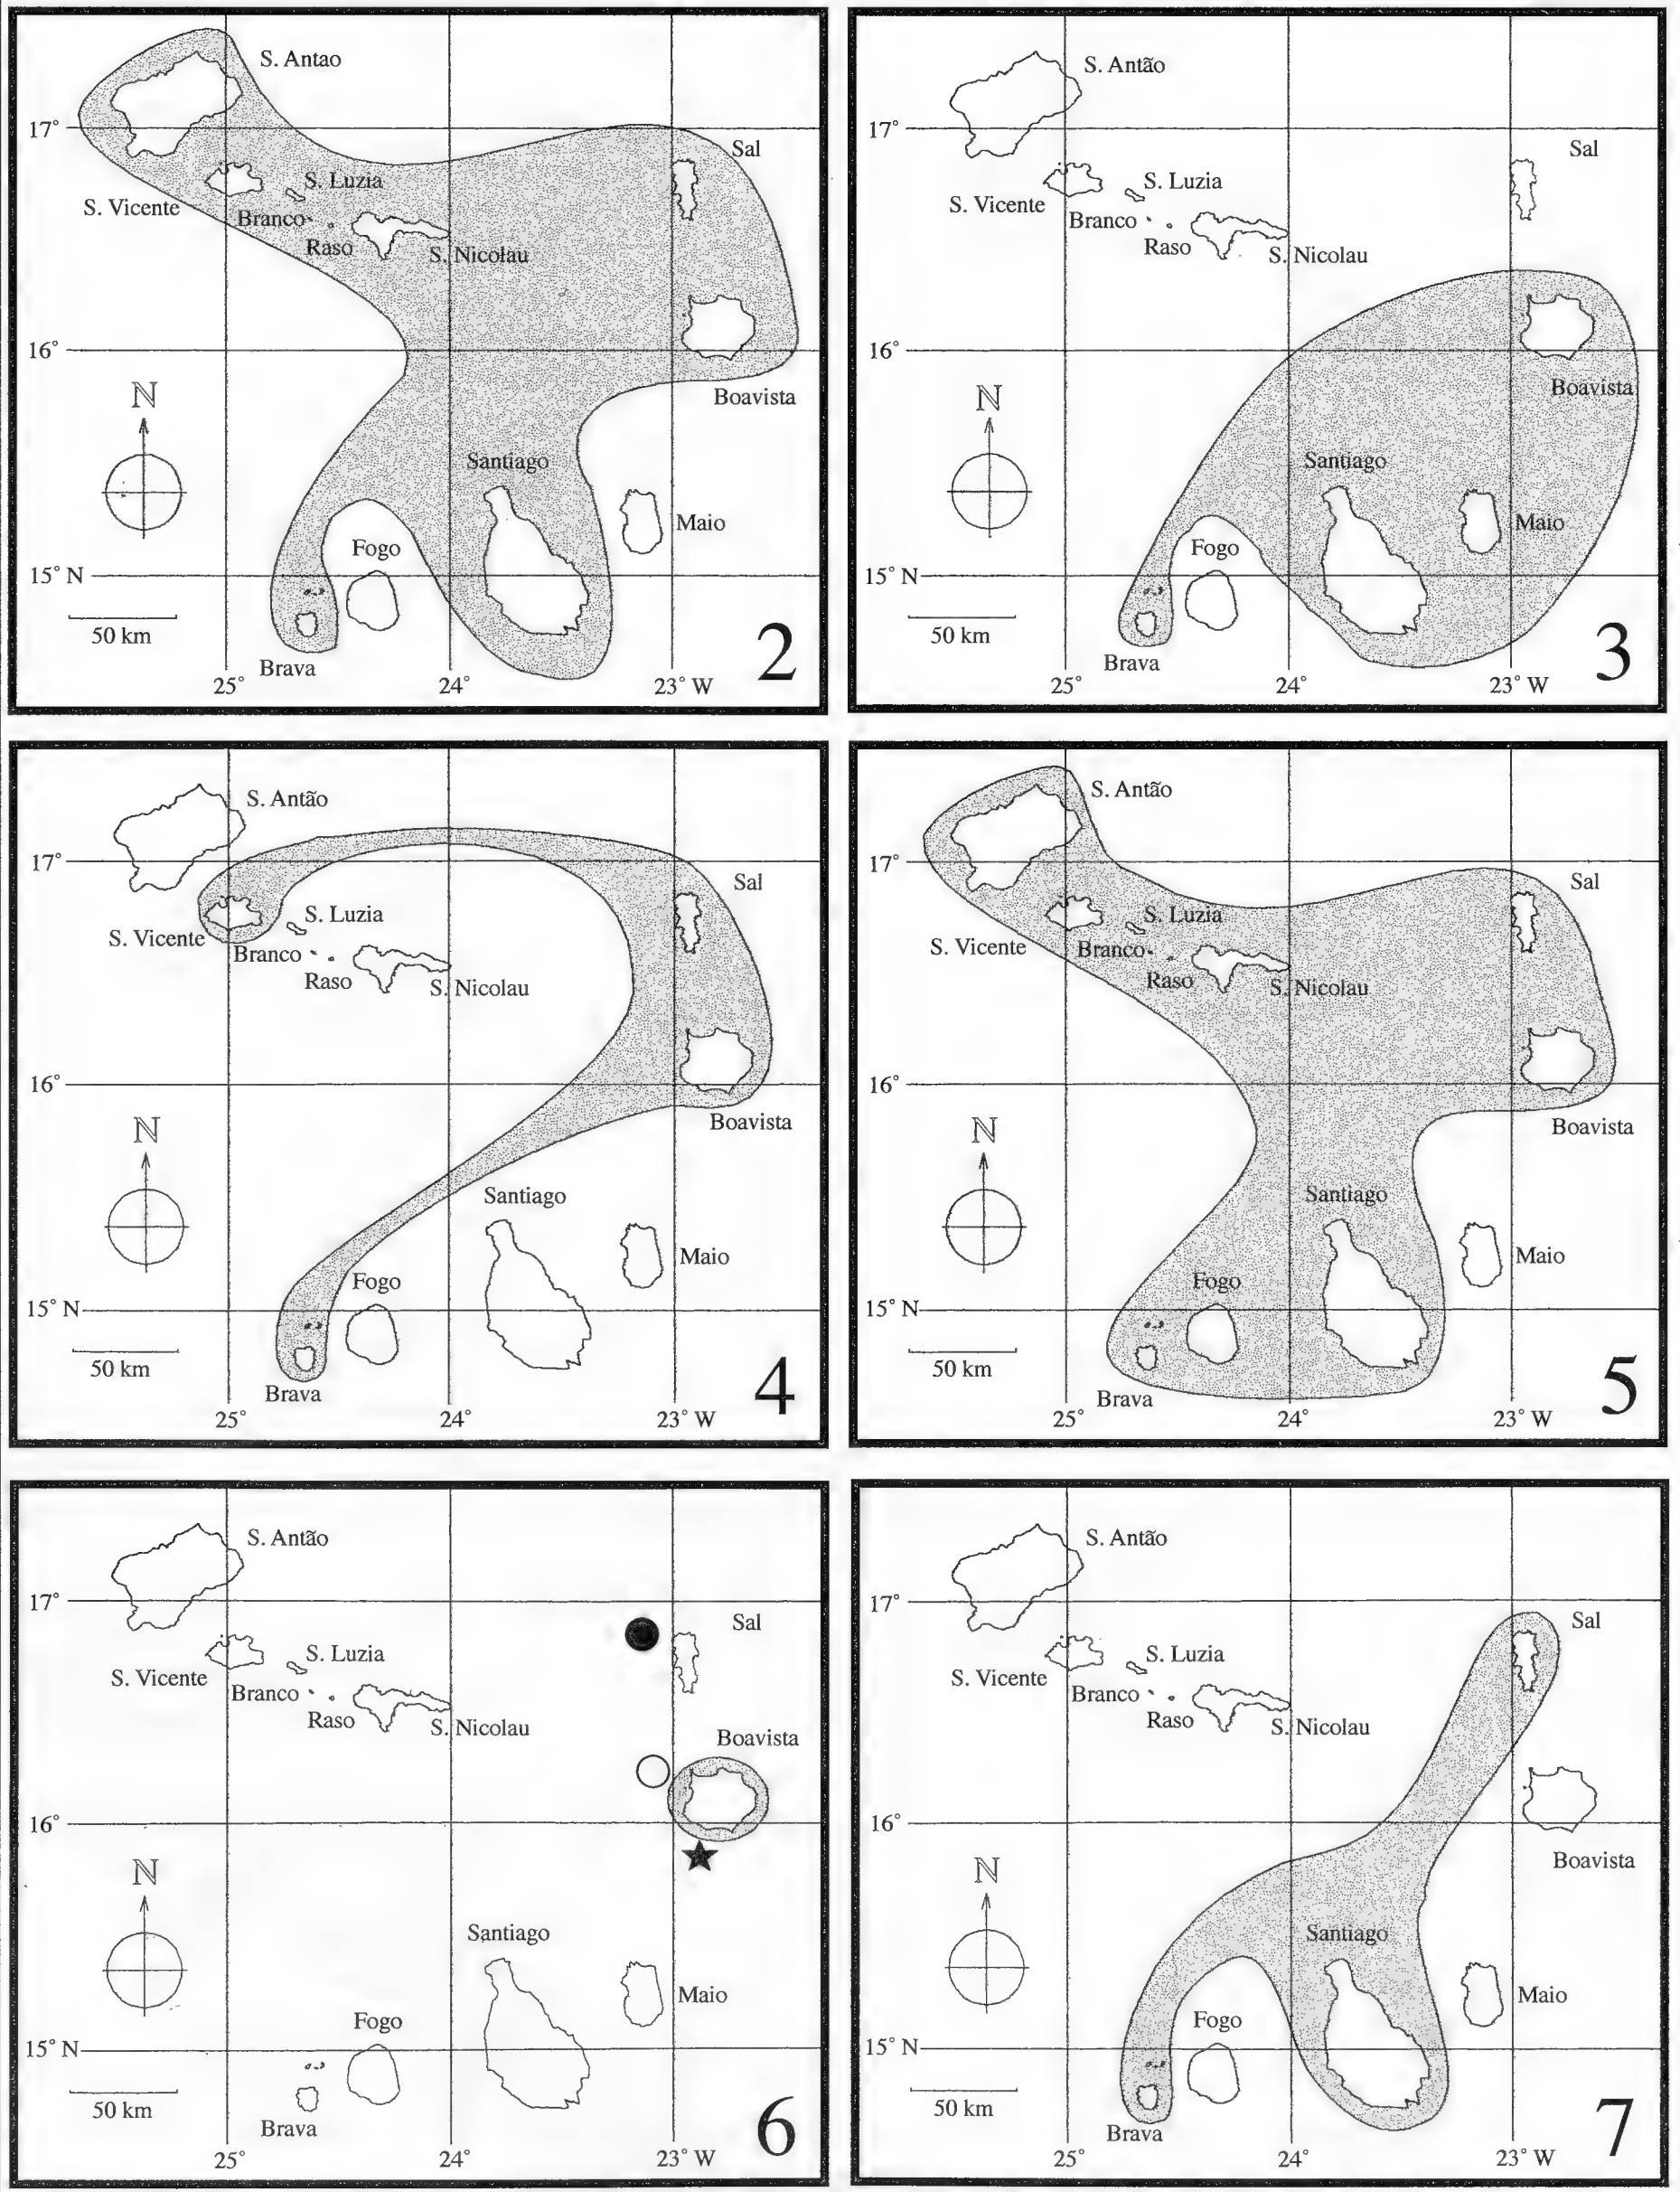 S. Antao
17°
Sal
S. Luzia
S. Vicente
Branco
Raso
S. Nicolau
16°
N
Boavista
Santiago
Maio
Fogo
15° N
50 km
2
Brava
25°
24°
23° W
S. Antão
17°
Sal
S. Luzia
S. Vicente
Branco
Raso
S. Nicolau
16°
N
Boavista
Santiago
Maio
Fogo
15° N
50 km
3
Brava
25°
24°
23° W
S. Antão
17°
Sal
S. Luzia
S. Vicente
Branco
Raso
S. Nicolau
16°
N
Boavista
Santiago
Maio
Fogo
15° N
50 km
4
Brava
25°
24°
23° W
S. Antão
17°
Sal
S. Luzia
S. Vicente
Branco
Raso
S. Nicolau
16°
N
Boavista
Santiago
Maio
Fogo
15° N
50 km
5
Brava
25°
24°
23° W
S. Antão
17°
Sal
S. Luzia
S. Vicente
Branco
Raso
S. Nicolau
Boavista
16°
N
Santiago
Maio
Fogo
15° N
50 km
6
Brava
25°
24°
23° W
S. Antão
17°
Sal
S. Luzia
S. Vicente
Branco
Raso
S. Nicolau
16°
N
Boavista
Santiago
Maio
Fogo
15° N
50 km
7
Brava
25°
24°
23° W